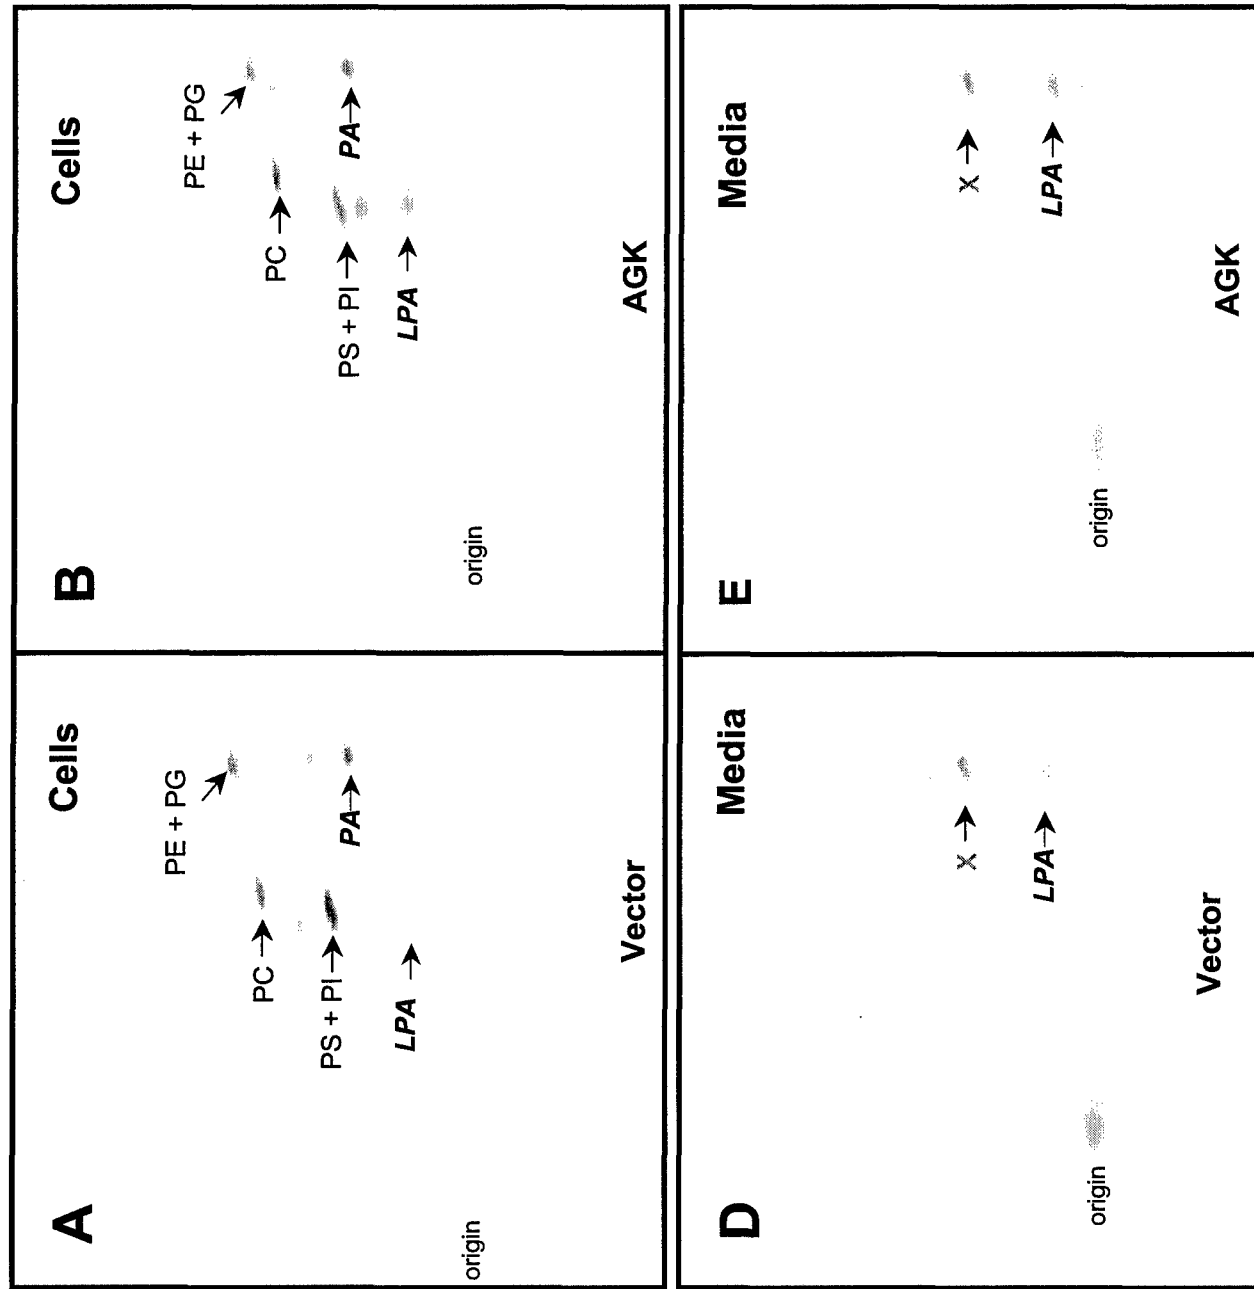 A
Cells
PE + PG
PC
PA
PS + PI
LPA
origin
Vector
B
Cells
PE + PG
PC
PA
PS + PI
LPA
origin
AGK
D
Media
X
LPA
origin
Vector
E
Media
X
LPA
origin
AGK